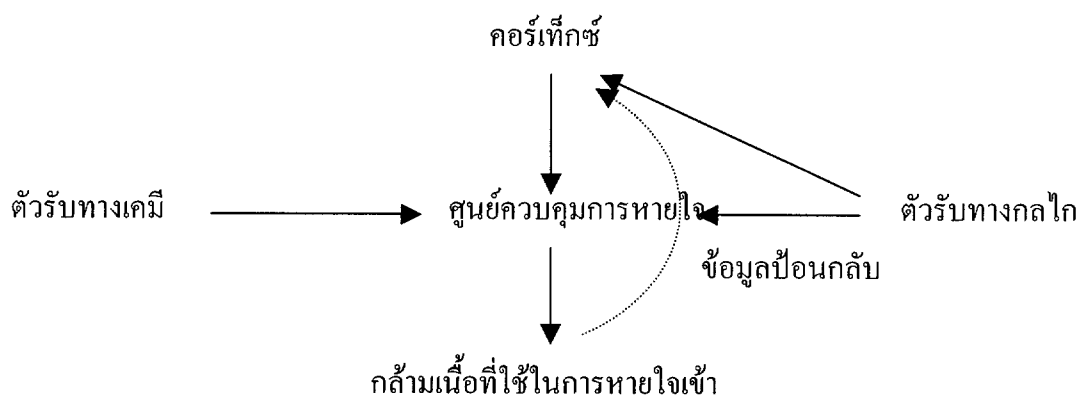 คอร์เท็กซ์
ตัวรับทางเคมี
ศูนย์ควบคุมการหายใจ
ตัวรับทางกลไก
ข้อมูลป้อนกลับ
กล้ามเนื้อที่ใช้ในการหายใจเข้า